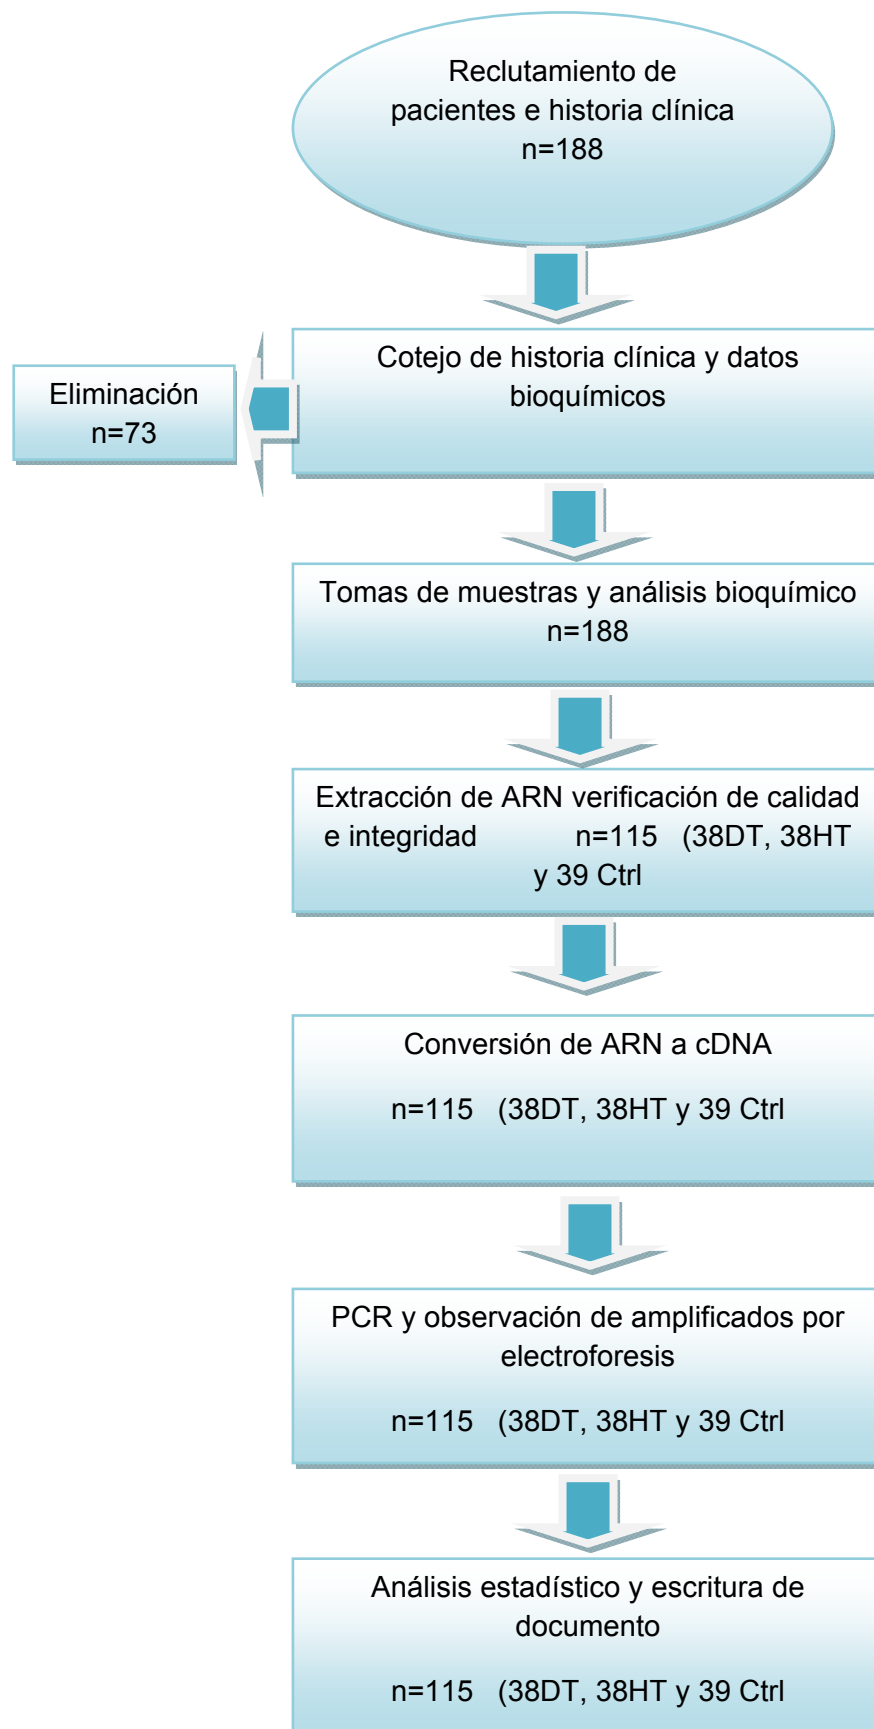 Reclutamiento de
pacientes e historia clínica
n=188
Cotejo de historia clínica y datos
bioquímicos
Eliminación
n=73
Tomas de muestras y análisis bioquímico
n=188
Extracción de ARN verificación de calidad
e integridad n=115 (38DT, 38HT
y 39 Ctrl
Conversión de ARN a cDNA
n=115 (38DT, 38HT y 39 Ctrl
PCR y observación de amplificados por
electroforesis
n=115 (38DT, 38HT y 39 Ctrl
Análisis estadístico y escritura de
documento
n=115 (38DT, 38HT y 39 Ctrl